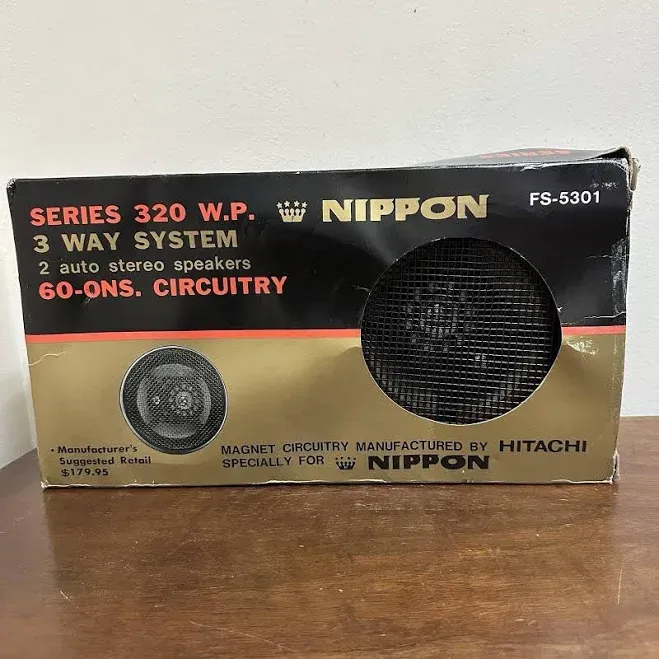 SERIES
SERIES 320 W.P.
NIPPON
FS-5301
3 WAY SYSTEM
2 auto stereo speakers
60-ONS. CIRCUITRY
• Manufacturer's
Suggested Retail
$179.95
MAGNET CIRCUITRY MANUFACTURED BY HITACHI
SPECIALLY FOR NIPPON